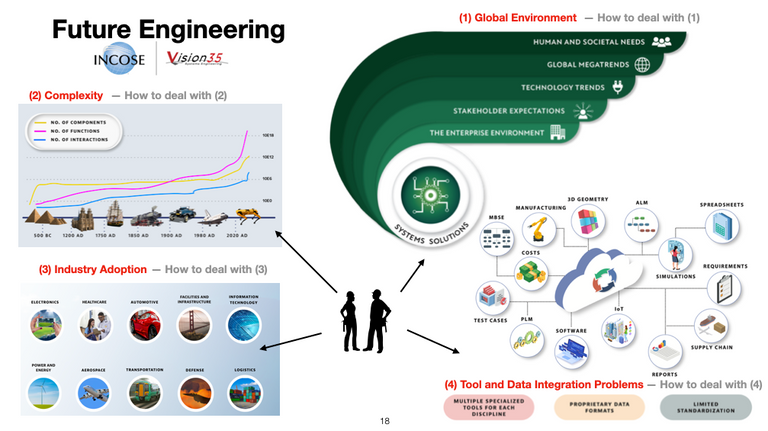 Future Engineering
INCOSE
Vision35
(1) Global Environment — How to deal with (1)
HUMAN AND SOCIETAL NEEDS
GLOBAL MEGATRENDS
TECHNOLOGY TRENDS
STAKEHOLDER EXPECTATIONS
THE ENTERPRISE ENVIRONMENT
SYSTEMS SOLUTIONS
(2) Complexity — How to deal with (2)
NO. OF COMPONENTS
NO. OF FUNCTIONS
NO. OF INTERACTIONS
10E18
10E12
10E6
10E0
500 BC 1200 AD 1750 AD 1850 AD 1900 AD 1980 AD 2020 AD
(3) Industry Adoption — How to deal with (3)
ELECTRONICS
HEALTHCARE
AUTOMOTIVE
FACILITIES AND
INFRASTRUCTURE
INFORMATION
TECHNOLOGY
POWER AND
ENERGY
AEROSPACE
TRANSPORTATION
DEFENSE
LOGISTICS
MBSE
MANUFACTURING
3D GEOMETRY
ALM
SPREADSHEETS
COSTS
SIMULATIONS
REQUIREMENTS
TEST CASES
PLM
SOFTWARE
IoT
SUPPLY CHAIN
REPORTS
(4) Tool and Data Integration Problems — How to deal with (4)
MULTIPLE SPECIALIZED
TOOLS FOR EACH
DISCIPLINE
PROPRIETARY DATA
FORMATS
LIMITED
STANDARDIZATION
18